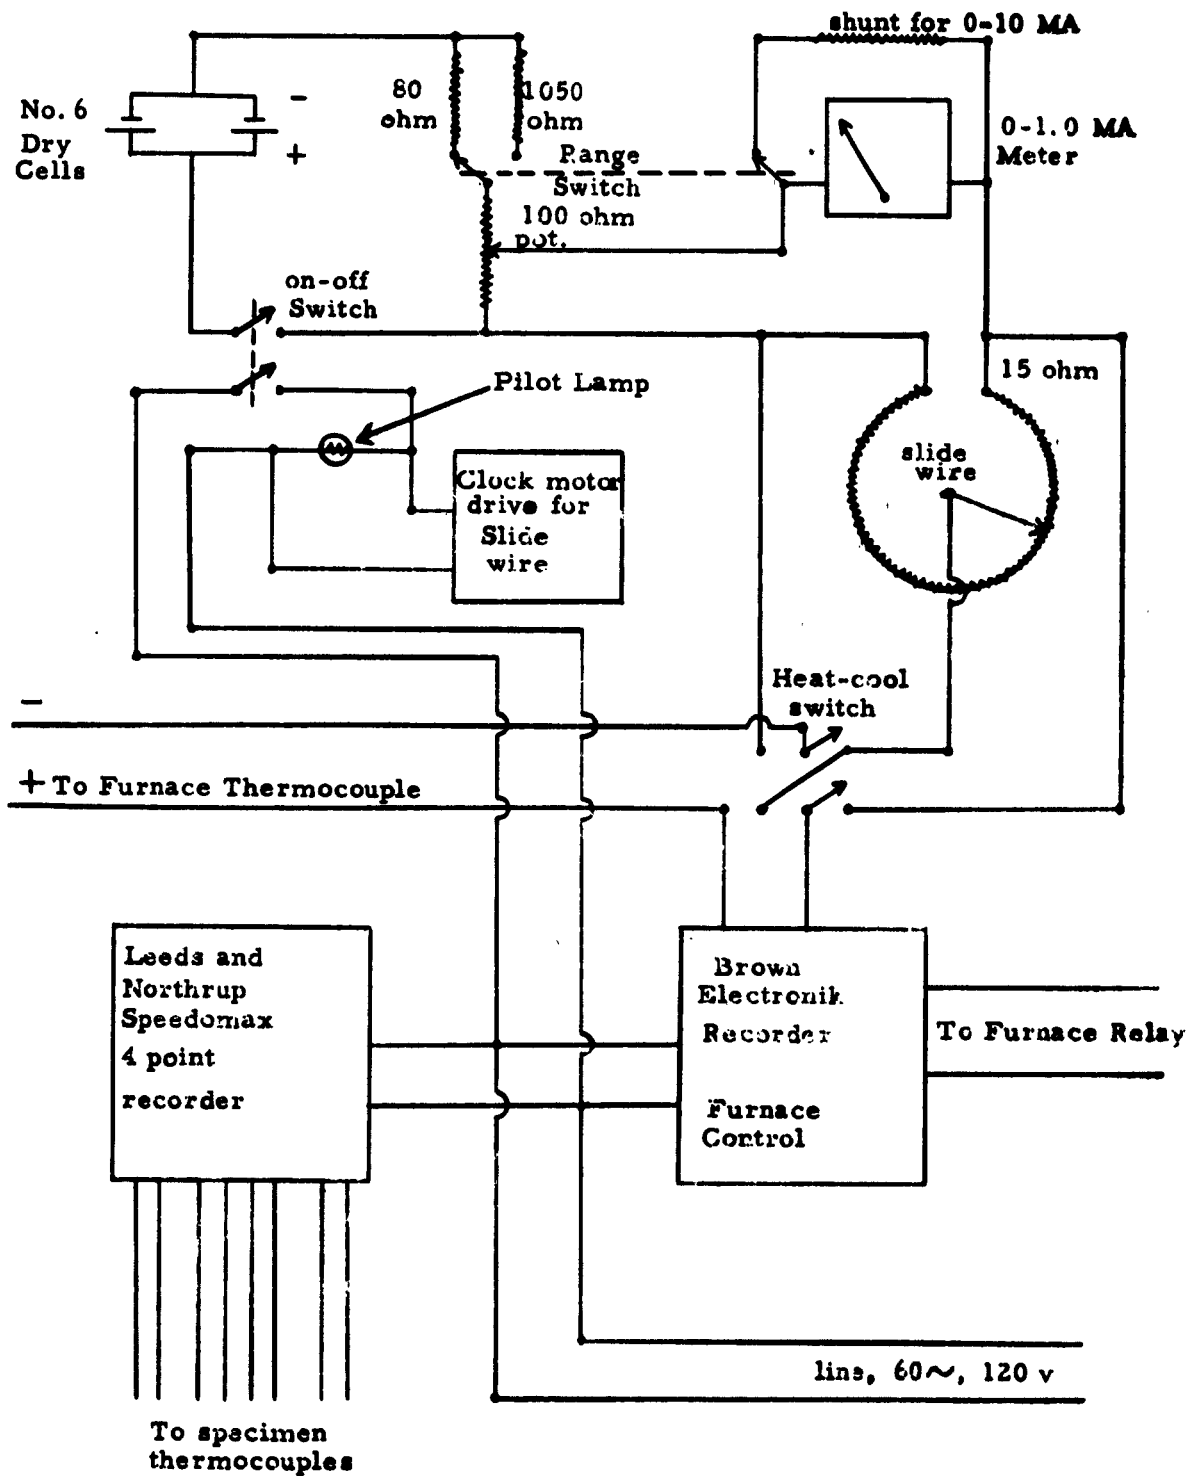 shunt for 0-10 MA
No. 6
Dry
Cells
-
+
80
ohm
1050
ohm
0-1.0 MA
Meter
Range
Switch
100 ohm
pot.
on-off
Switch
15 ohm
Pilot Lamp
slide
wire
Clock motor
drive for
Slide
wire
Heat-cool
switch
-
+ To Furnace Thermocouple
Leeds and
Northrup
Speedomax
4 point
recorder
Brown
Electronik
Recorder
Furnace
Control
To Furnace Relay
line, 60~, 120 v
To specimen
thermocouples